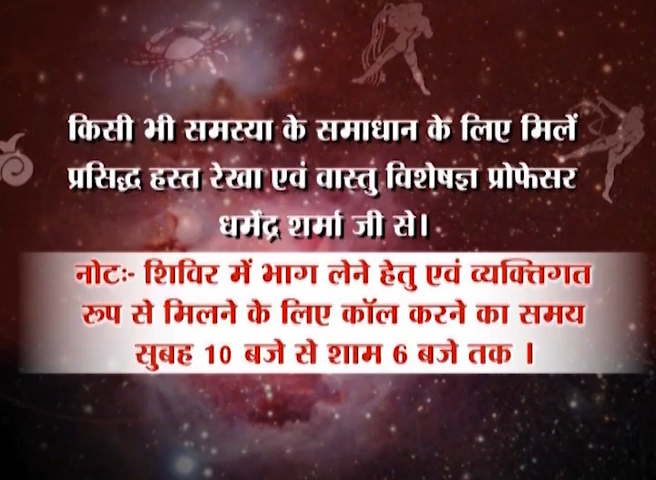 किसी भी समस्या के समाधान के लिए मिलें
प्रसिद्ध हस्त रेखा एवं वास्तु विशेषज्ञ प्रोफेसर
धर्मेंद्र शर्मा जी से।
नोटः- शिविर में भाग लेने हेतु एवं व्यक्तिगत
रूप से मिलने के लिए कॉल करने का समय
सुबह 10 बजे से शाम 6 बजे तक ।